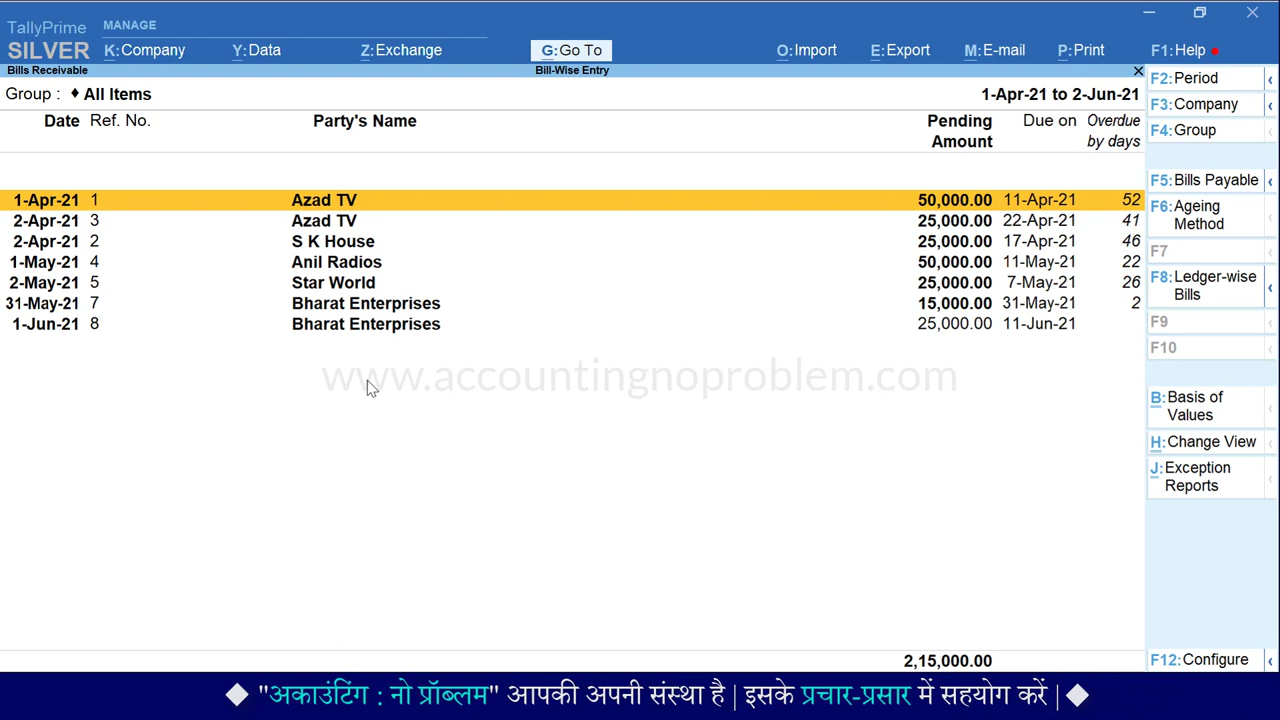 TallyPrime MANAGE
SILVER K:Company Y:Data Z:Exchange G:Go To O:Import E:Export M:E-mail P:Print F1:Help
Bills Receivable Bill-Wise Entry
Group : ♦ All Items 1-Apr-21 to 2-Jun-21
Date Ref. No. Party's Name Pending Amount Due on Overdue by days
1-Apr-21 1 Azad TV 50,000.00 11-Apr-21 52
2-Apr-21 3 Azad TV 25,000.00 22-Apr-21 41
2-Apr-21 2 S K House 25,000.00 17-Apr-21 46
1-May-21 4 Anil Radios 50,000.00 11-May-21 22
2-May-21 5 Star World 25,000.00 7-May-21 26
31-May-21 7 Bharat Enterprises 15,000.00 31-May-21 2
1-Jun-21 8 Bharat Enterprises 25,000.00 11-Jun-21
www.accountingnoproblem.com
2,15,000.00
F2:Period
F3:Company
F4:Group
F5:Bills Payable
F6:Ageing
Method
F7
F8:Ledger-wise
Bills
F9
F10
B:Basis of
Values
H:Change View
J:Exception
Reports
F12:Configure
◆ "अकाउंटिंग : नो प्रॉब्लम" आपकी अपनी संस्था है | इसके प्रचार-प्रसार में सहयोग करें | ◆